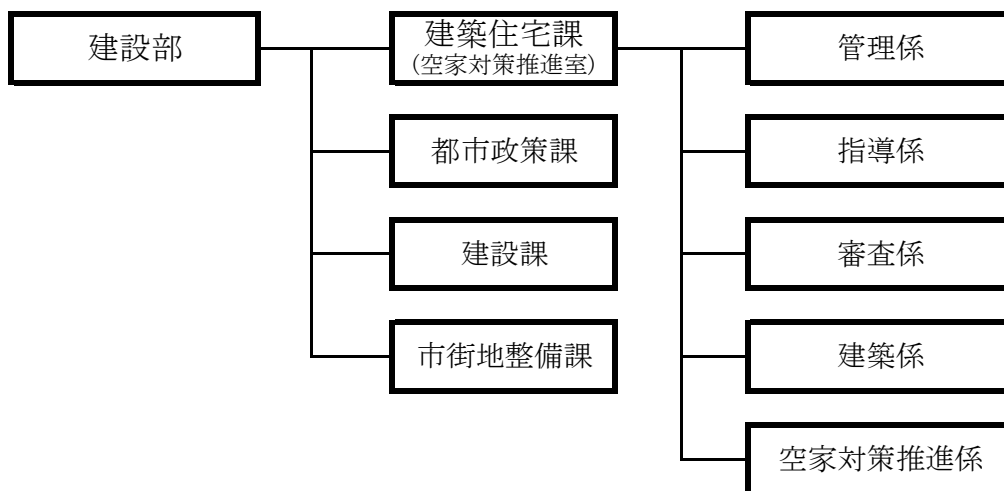 建設部
建築住宅課
(空家対策推進室)
管理係
都市政策課
指導係
建設課
審査係
市街地整備課
建築係
空家対策推進係